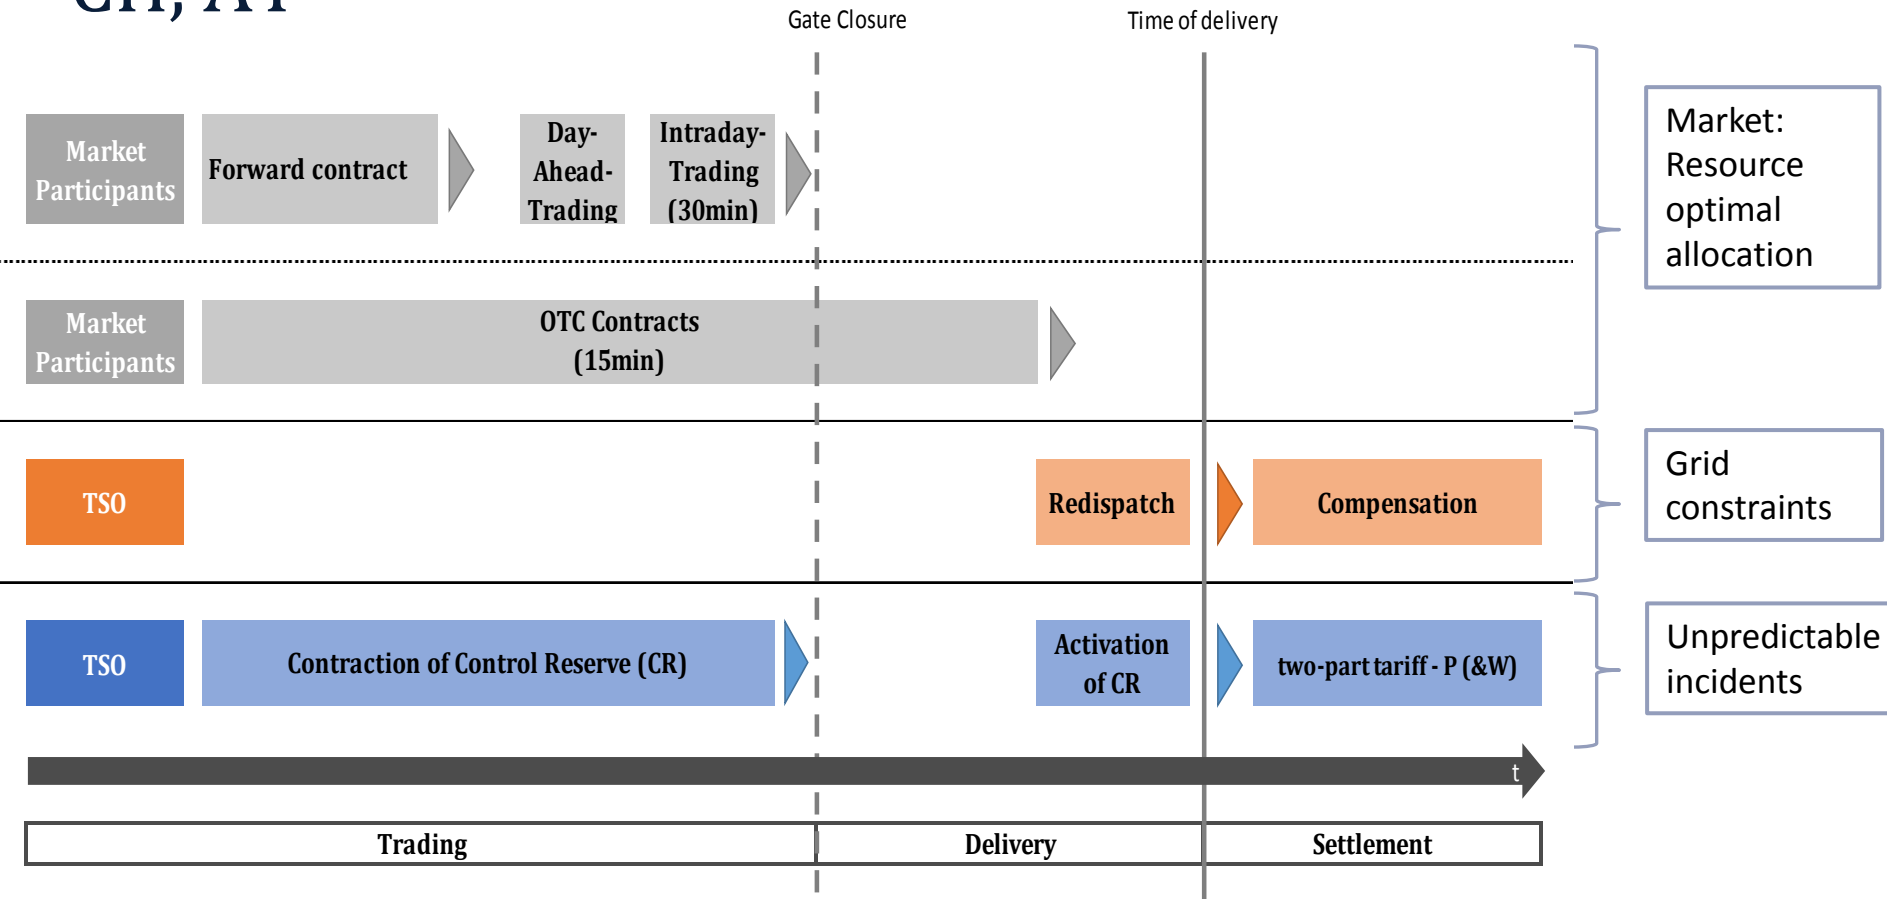 Gate Closure
Time of delivery
Market
Participants
Forward contract
Day-
Ahead-
Trading
Intraday-
Trading
(30min)
Market:
Resource
optimal
allocation
Market
Participants
OTC Contracts
(15min)
TSO
Redispatch
Compensation
Grid
constraints
TSO
Contraction of Control Reserve (CR)
Activation
of CR
two-part tariff - P (&W)
Unpredictable
incidents
t
Trading
Delivery
Settlement